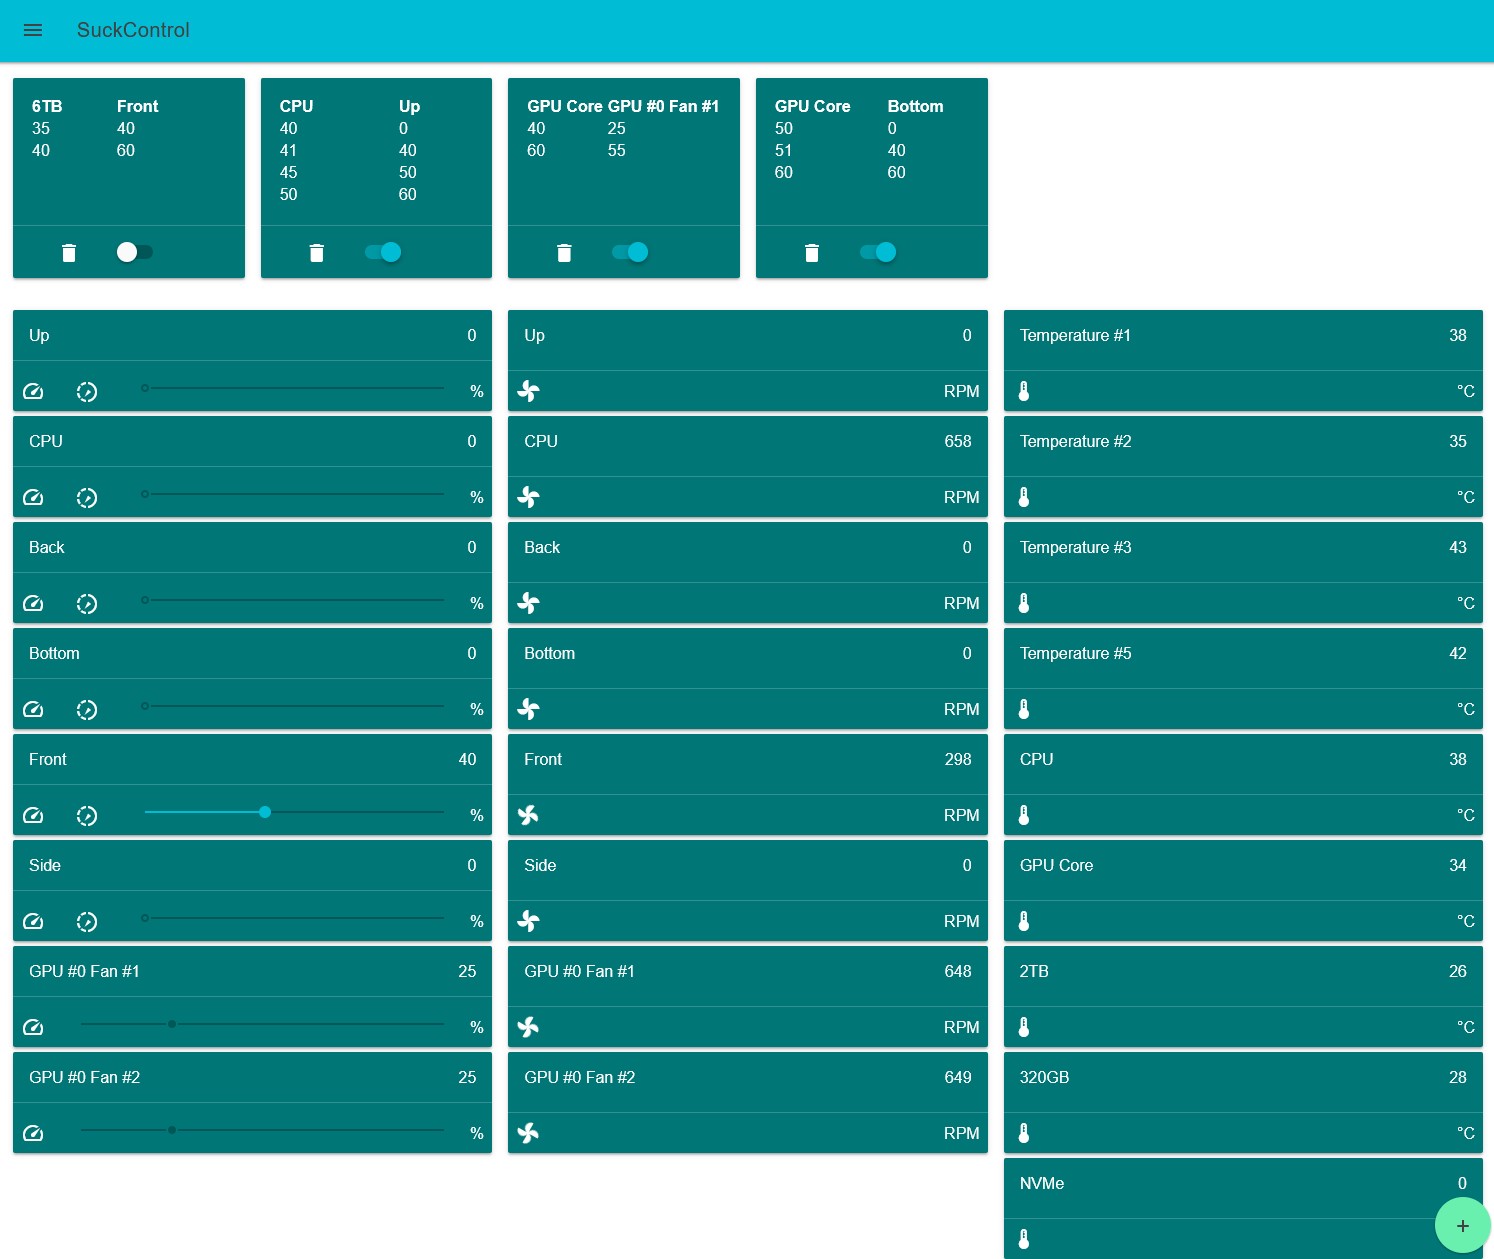 SuckControl
6TB Front
35 40
40 60
CPU Up
40 0
41 40
45 50
50 60
GPU Core GPU #0 Fan #1
40 25
60 55
GPU Core Bottom
50 0
51 40
60 60
Up 0
%
CPU 0
%
Back 0
%
Bottom 0
%
Front 40
%
Side 0
%
GPU #0 Fan #1 25
%
GPU #0 Fan #2 25
%
Up 0
RPM
CPU 658
RPM
Back 0
RPM
Bottom 0
RPM
Front 298
RPM
Side 0
RPM
GPU #0 Fan #1 648
RPM
GPU #0 Fan #2 649
RPM
Temperature #1 38
°C
Temperature #2 35
°C
Temperature #3 43
°C
Temperature #5 42
°C
CPU 38
°C
GPU Core 34
°C
2TB 26
°C
320GB 28
°C
NVMe 0
+